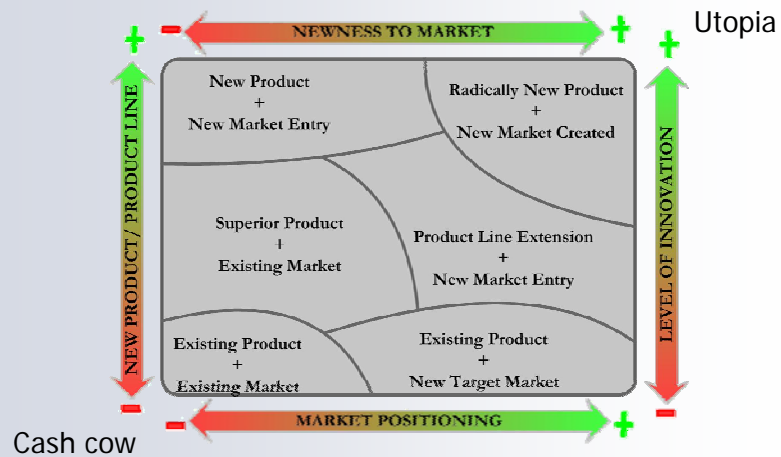 Utopia
+ - NEWNESS TO MARKET + +
NEW PRODUCT / PRODUCT LINE
New Product
+
New Market Entry
Radically New Product
+
New Market Created
LEVEL OF INNOVATION
Superior Product
+
Existing Market
Product Line Extension
+
New Market Entry
Existing Product
+
Existing Market
Existing Product
+
New Target Market
- - MARKET POSITIONING + -
Cash cow